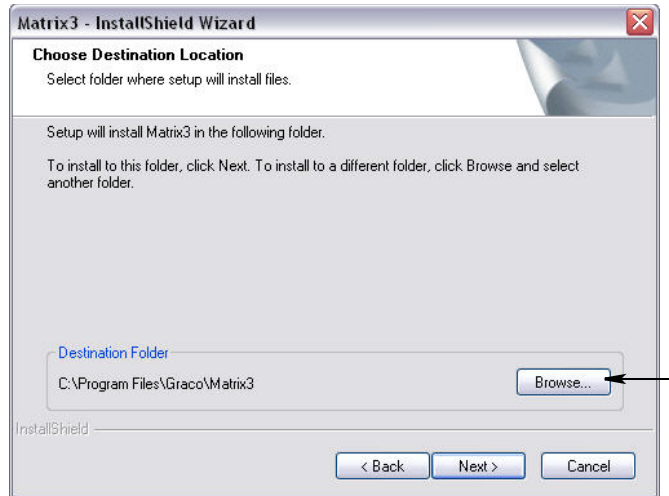 Matrix3 - InstallShield Wizard
Choose Destination Location
Select folder where setup will install files.
Setup will install Matrix3 in the following folder.
To install to this folder, click Next. To install to a different folder, click Browse and select
another folder.
Destination Folder
C:\Program Files\Graco\Matrix3
Browse...
InstallShield
< Back
Next >
Cancel